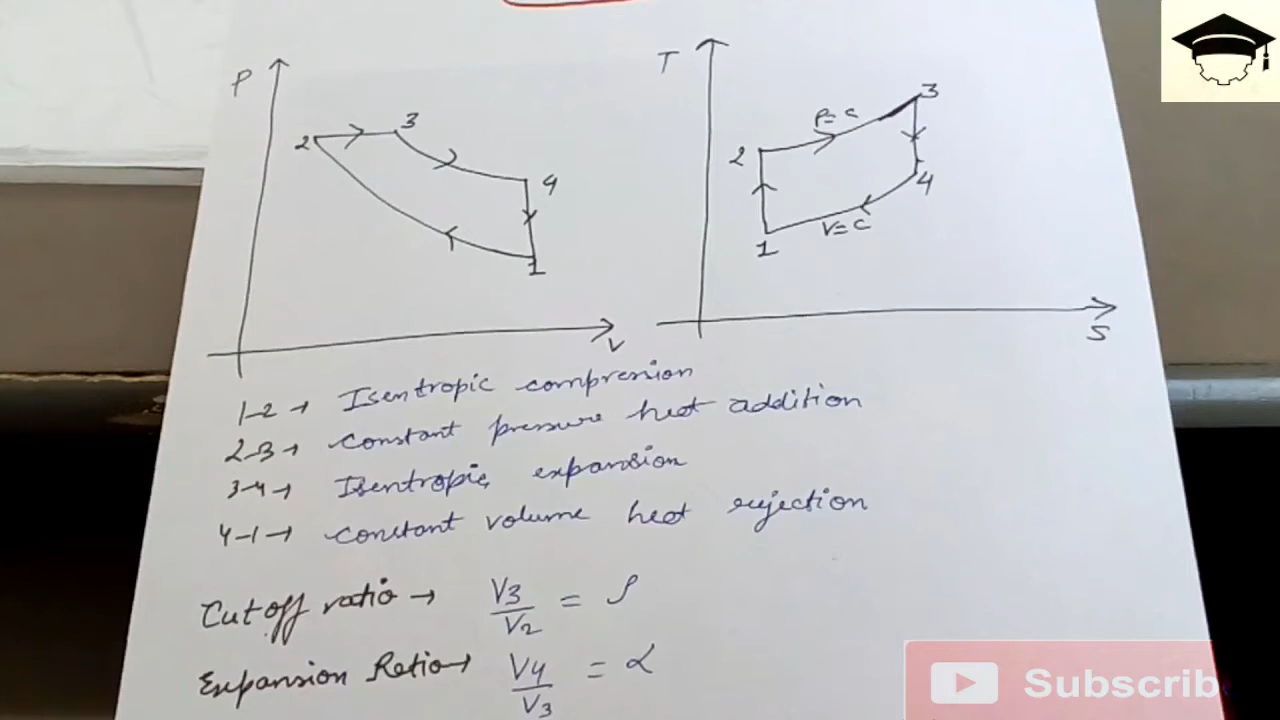 P
2
3
4
1
V
T
P=C
3
2
4
V=C
1
S
1-2 → Isentropic compression
2-3 → Constant pressure heat addition
3-4 → Isentropic expansion
4-1 → Constant volume heat rejection
Cut off ratio → V3/V2 = ρ
Expansion Ratio → V4/V3 = α
Subscrib